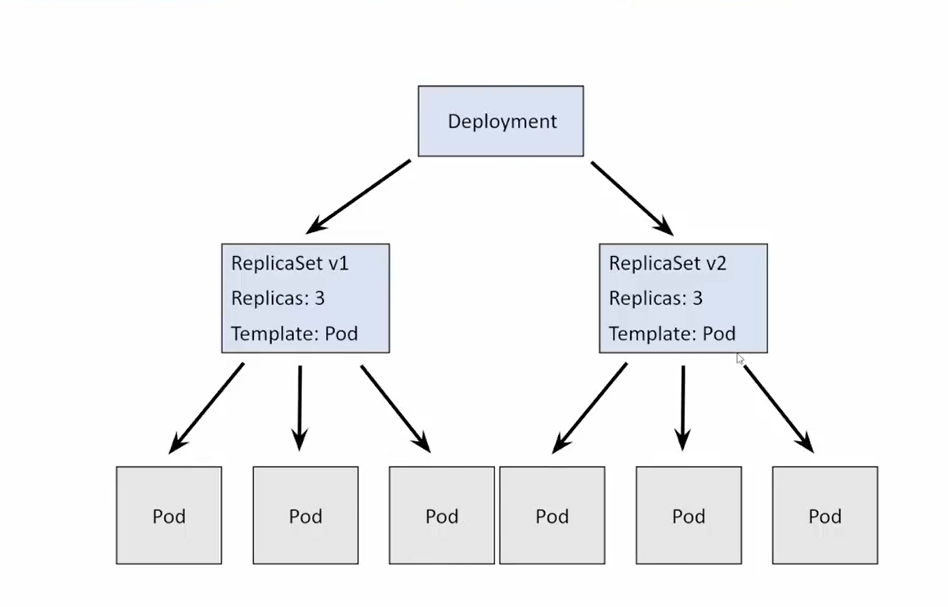 Deployment
ReplicaSet v1
Replicas: 3
Template: Pod
ReplicaSet v2
Replicas: 3
Template: Pod
Pod
Pod
Pod
Pod
Pod
Pod